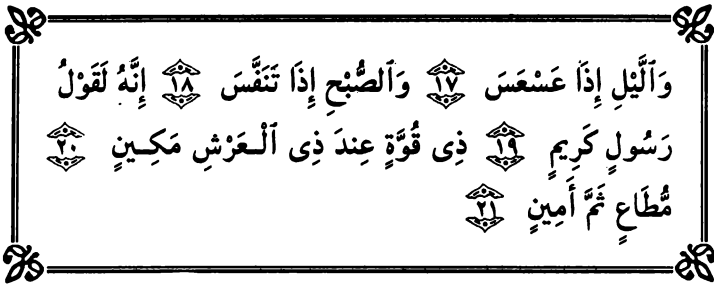 وَٱلَّيْلِ إِذَا عَسْعَسَ ١٧ وَٱلصُّبْحِ إِذَا تَنَفَّسَ ١٨ إِنَّهُۥ لَقَوْلُ
رَسُولٍ كَرِيمٍ ١٩ ذِى قُوَّةٍ عِندَ ذِى ٱلْعَرْشِ مَكِينٍ ٢٠
مُّطَاعٍ ثَمَّ أَمِينٍ ٢١